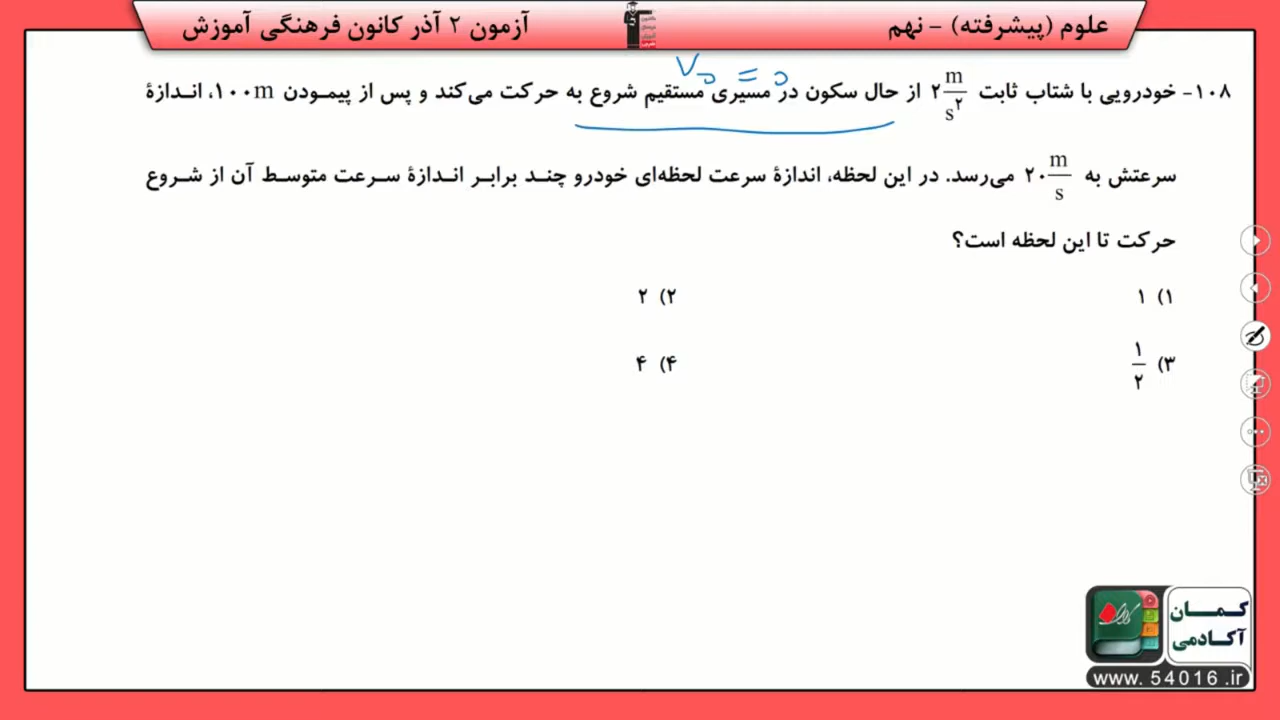 علوم (پیشرفته) - نهم
آزمون ۲ آذر کانون فرهنگی آموزش
V₀ = 0
۱۰۸- خودرویی با شتاب ثابت ۲ m/s² از حال سکون در مسیری مستقیم شروع به حرکت می‌کند و پس از پیمودن ۱۰۰m، اندازهٔ
سرعتش به ۲۰ m/s می‌رسد. در این لحظه، اندازهٔ سرعت لحظه‌ای خودرو چند برابر اندازهٔ سرعت متوسط آن از شروع
حرکت تا این لحظه است؟
۱) ۱
۲) ۲
۳) ۱/۲
۴) ۴
کمان
آکادمی
www. 54016 .ir